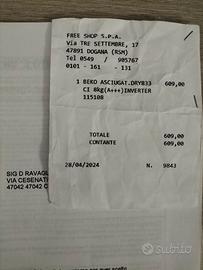 FREE SHOP S.P.A.
Via TRE SETTEMBRE, 17
47891 DOGANA (RSM)
Tel 0549 / 905767
0101 - 161 - 131
1 BEKO ASCIUGAT.DRYB33 609,00
CI 8kg(A+++)INVERTER
115108
TOTALE 609,00
CONTANTE 609,00
28/04/2024 N. 9843
SIG D RAVAGL
VIA CESENATI
47042 47042 C
subito